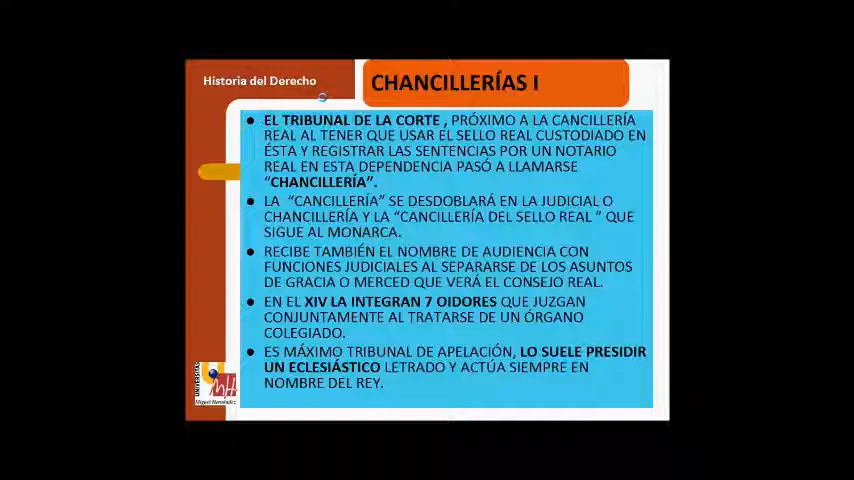 Historia del Derecho
CHANCILLERÍAS I
● EL TRIBUNAL DE LA CORTE , PRÓXIMO A LA CANCILLERÍA
REAL AL TENER QUE USAR EL SELLO REAL CUSTODIADO EN
ÉSTA Y REGISTRAR LAS SENTENCIAS POR UN NOTARIO
REAL EN ESTA DEPENDENCIA PASÓ A LLAMARSE
“CHANCILLERÍA”.
● LA “CANCILLERÍA” SE DESDOBLARÁ EN LA JUDICIAL O
CHANCILLERÍA Y LA “CANCILLERÍA DEL SELLO REAL ” QUE
SIGUE AL MONARCA.
● RECIBE TAMBIÉN EL NOMBRE DE AUDIENCIA CON
FUNCIONES JUDICIALES AL SEPARARSE DE LOS ASUNTOS
DE GRACIA O MERCED QUE VERÁ EL CONSEJO REAL.
● EN EL XIV LA INTEGRAN 7 OIDORES QUE JUZGAN
CONJUNTAMENTE AL TRATARSE DE UN ÓRGANO
COLEGIADO.
● ES MÁXIMO TRIBUNAL DE APELACIÓN, LO SUELE PRESIDIR
UN ECLESIÁSTICO LETRADO Y ACTÚA SIEMPRE EN
NOMBRE DEL REY.
UNIVERSITAS
Miguel Hernández